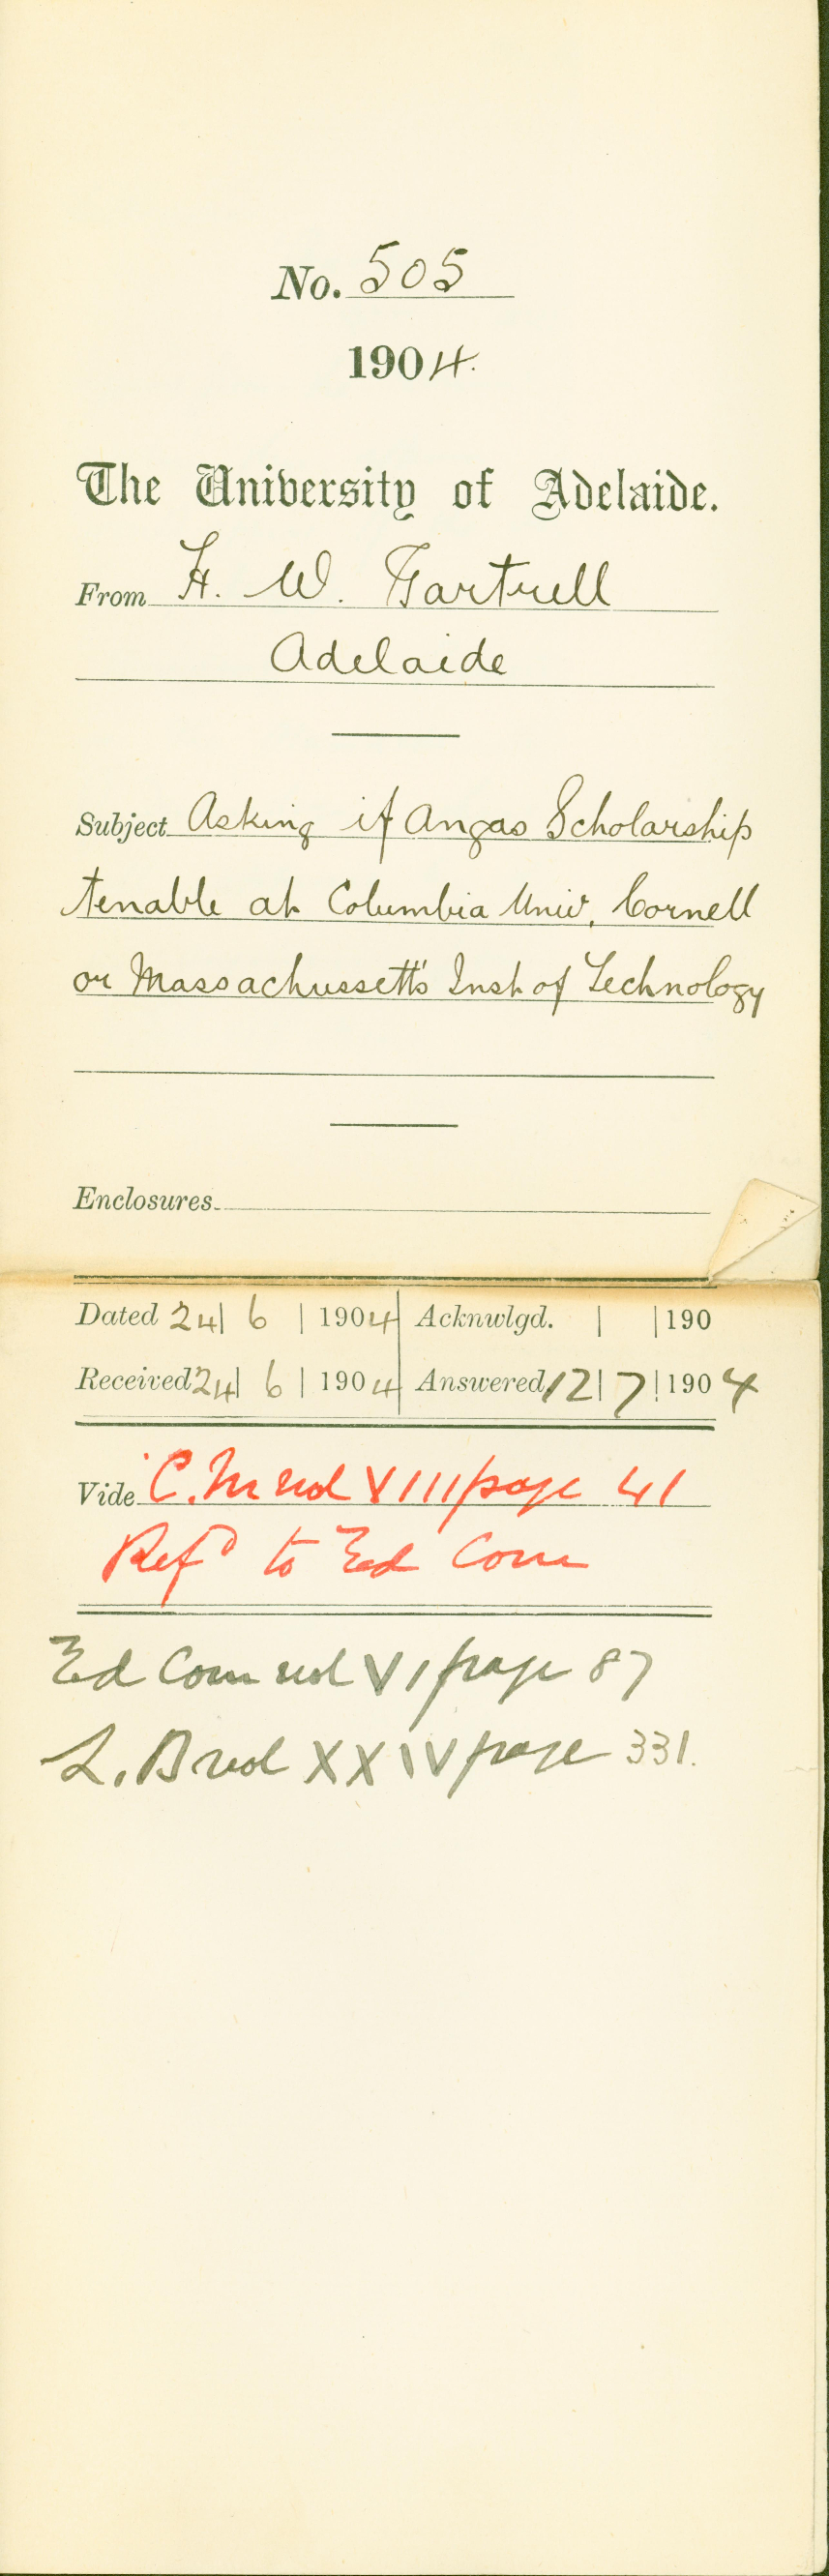 No. 505
1904.
The University of Adelaide.
From H. W. Gartrell
Adelaide
Subject Asking if Angas Scholarship
tenable at Columbia Univ, Cornell
or Massachussett's Inst of Technology
Enclosures
Dated 24 | 6 | 1904 Acknwlgd. | | 190
Received 24 | 6 | 1904 Answered 12 | 7 | 1904
Vide C.M vol VIII page 41
Refd to Ed Com
Ed Com vol VI page 87
L. B vol XXIV page 331.